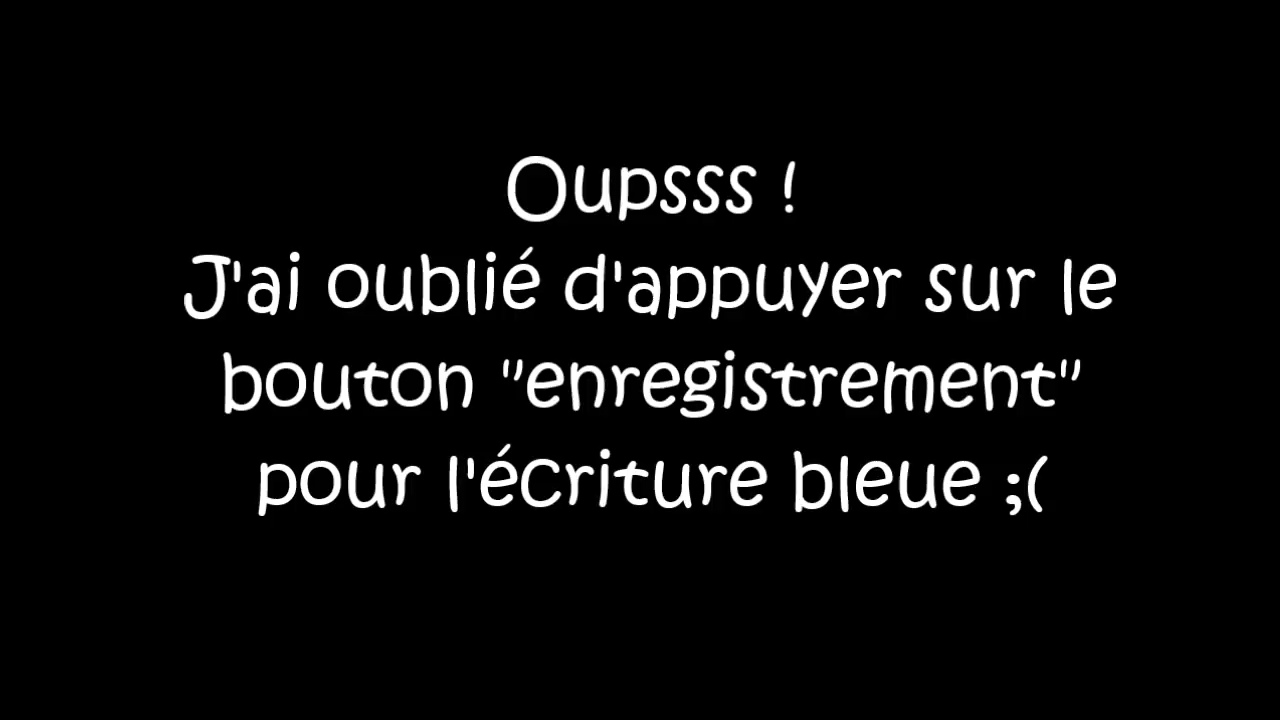 Oupsss !
J'ai oublié d'appuyer sur le
bouton "enregistrement"
pour l'écriture bleue ;(